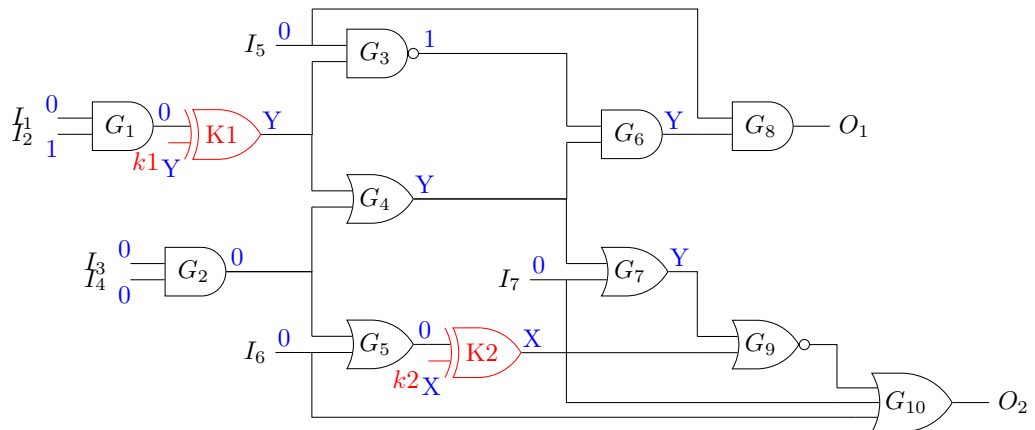 0
I5 0 G3 1
I1 0 G1 0 K1 Y G6 Y G8 O1
I2 1 k1 Y
G4 Y
I3 0 G2 0 I7 0 G7 Y
I4 0
I6 0 G5 0 K2 X G9
k2 X
G10 O2